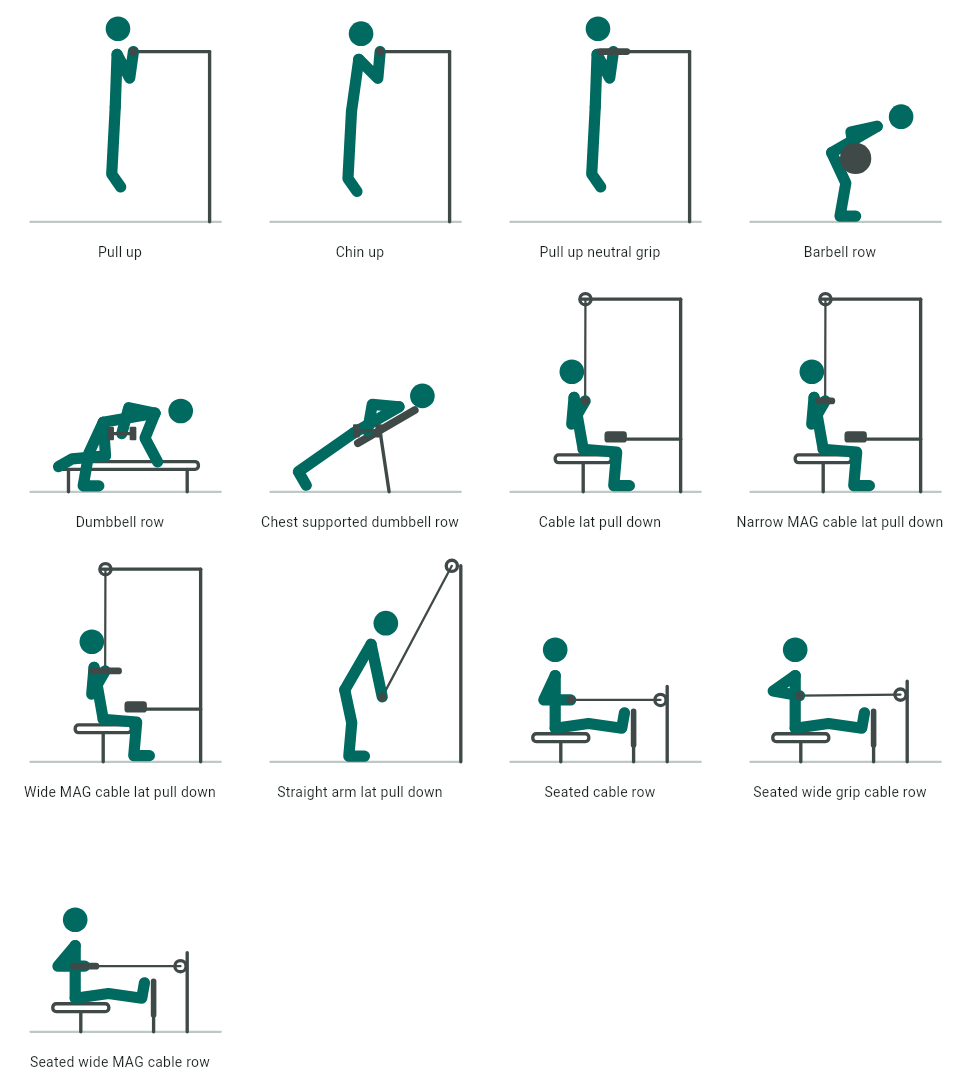 Pull up
Chin up
Pull up neutral grip
Barbell row
Dumbbell row
Chest supported dumbbell row
Cable lat pull down
Narrow MAG cable lat pull down
Wide MAG cable lat pull down
Straight arm lat pull down
Seated cable row
Seated wide grip cable row
Seated wide MAG cable row